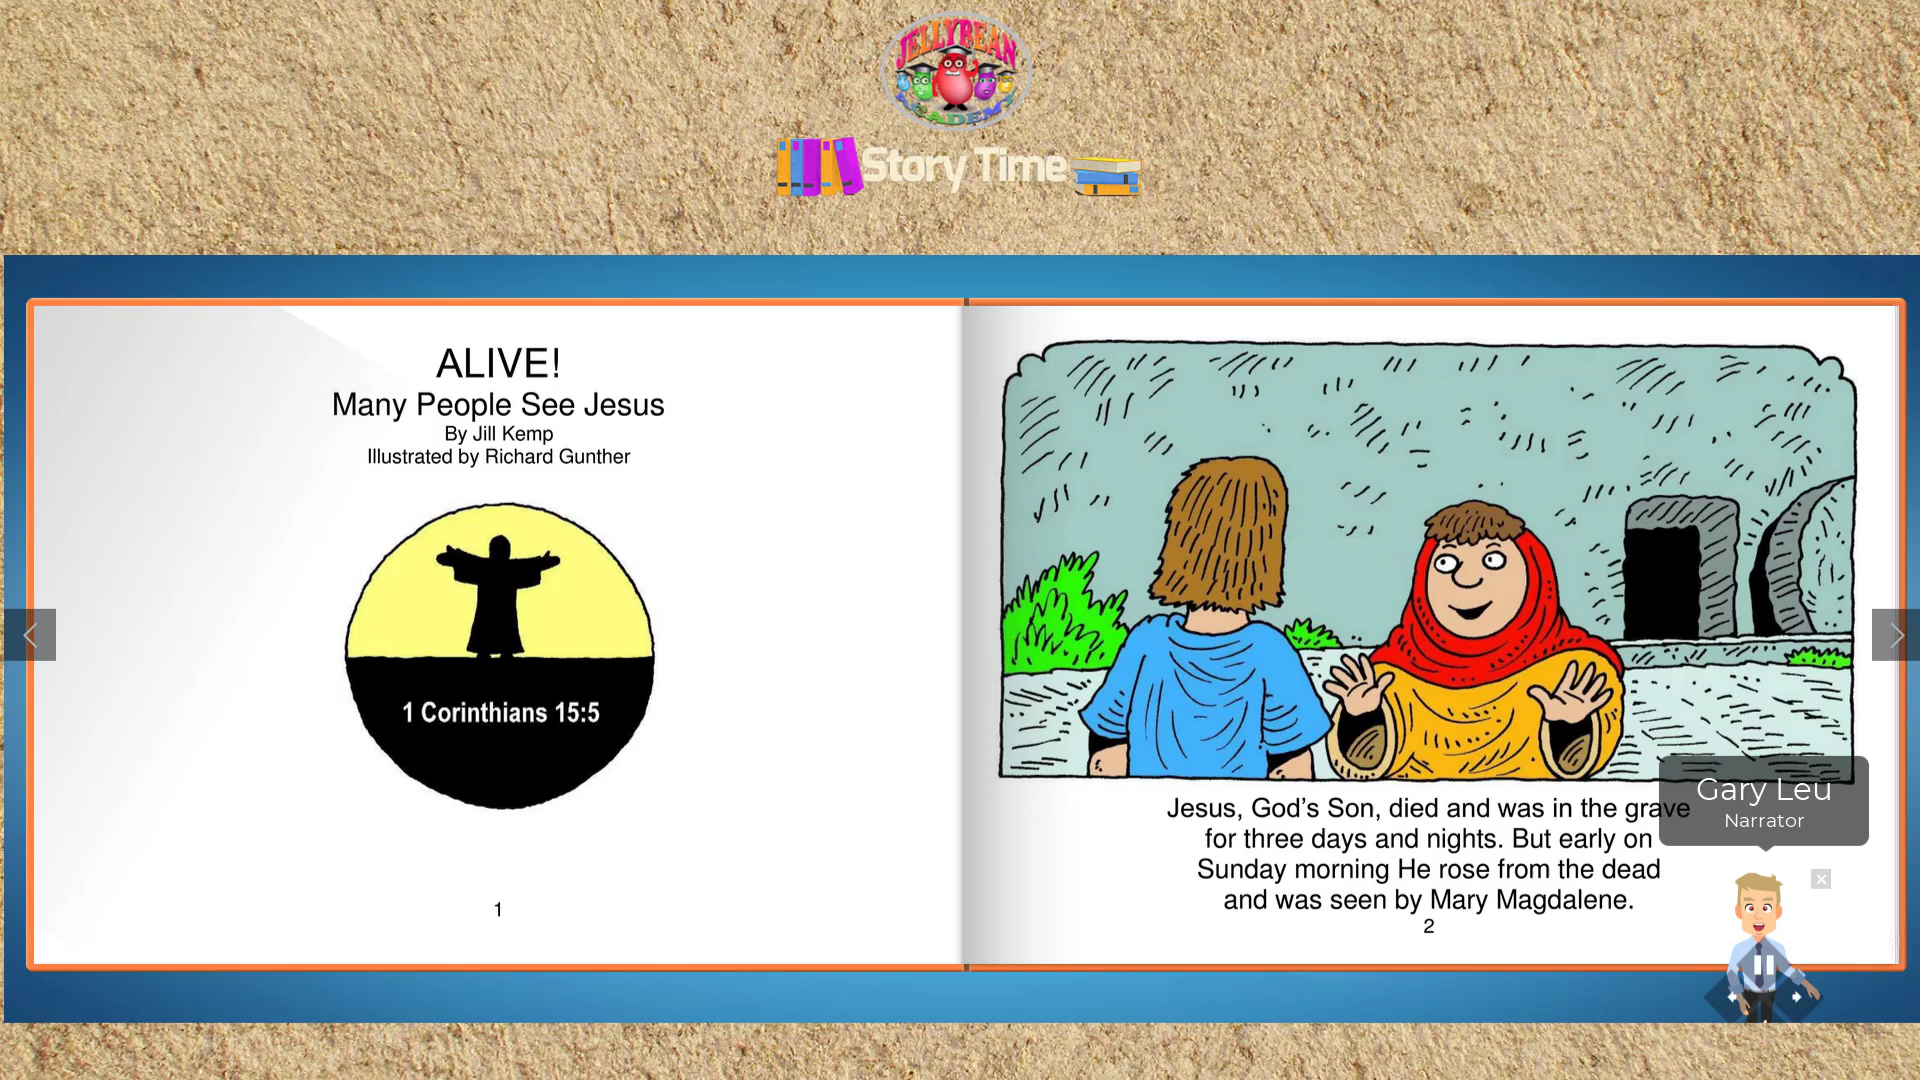 JELLYBEAN
ACADEMY
Story Time
ALIVE!
Many People See Jesus
By Jill Kemp
Illustrated by Richard Gunther
1 Corinthians 15:5
1
Jesus, God’s Son, died and was in the grave
for three days and nights. But early on
Sunday morning He rose from the dead
and was seen by Mary Magdalene.
2
Gary Leu
Narrator